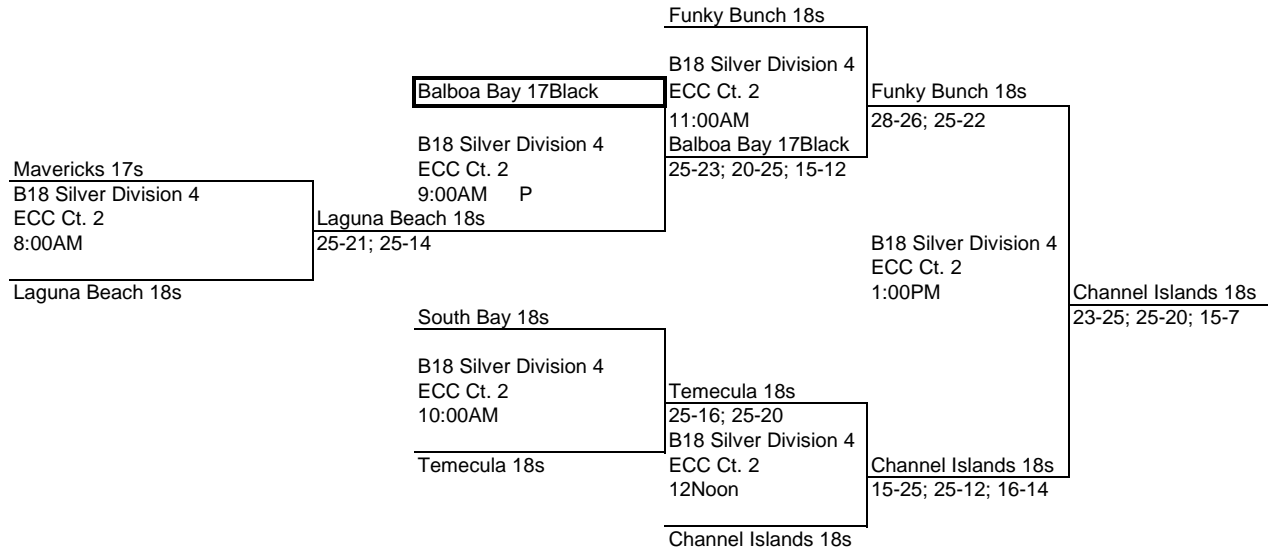 Funky Bunch 18s
B18 Silver Division 4
ECC Ct. 2
11:00AM
Balboa Bay 17Black
B18 Silver Division 4
ECC Ct. 2
9:00AM P
Funky Bunch 18s
28-26; 25-22
Balboa Bay 17Black
25-23; 20-25; 15-12
Mavericks 17s
B18 Silver Division 4
ECC Ct. 2
8:00AM
Laguna Beach 18s
25-21; 25-14
Laguna Beach 18s
B18 Silver Division 4
ECC Ct. 2
1:00PM
Channel Islands 18s
23-25; 25-20; 15-7
South Bay 18s
B18 Silver Division 4
ECC Ct. 2
10:00AM
Temecula 18s
25-16; 25-20
B18 Silver Division 4
ECC Ct. 2
12Noon
Temecula 18s
Channel Islands 18s
15-25; 25-12; 16-14
Channel Islands 18s